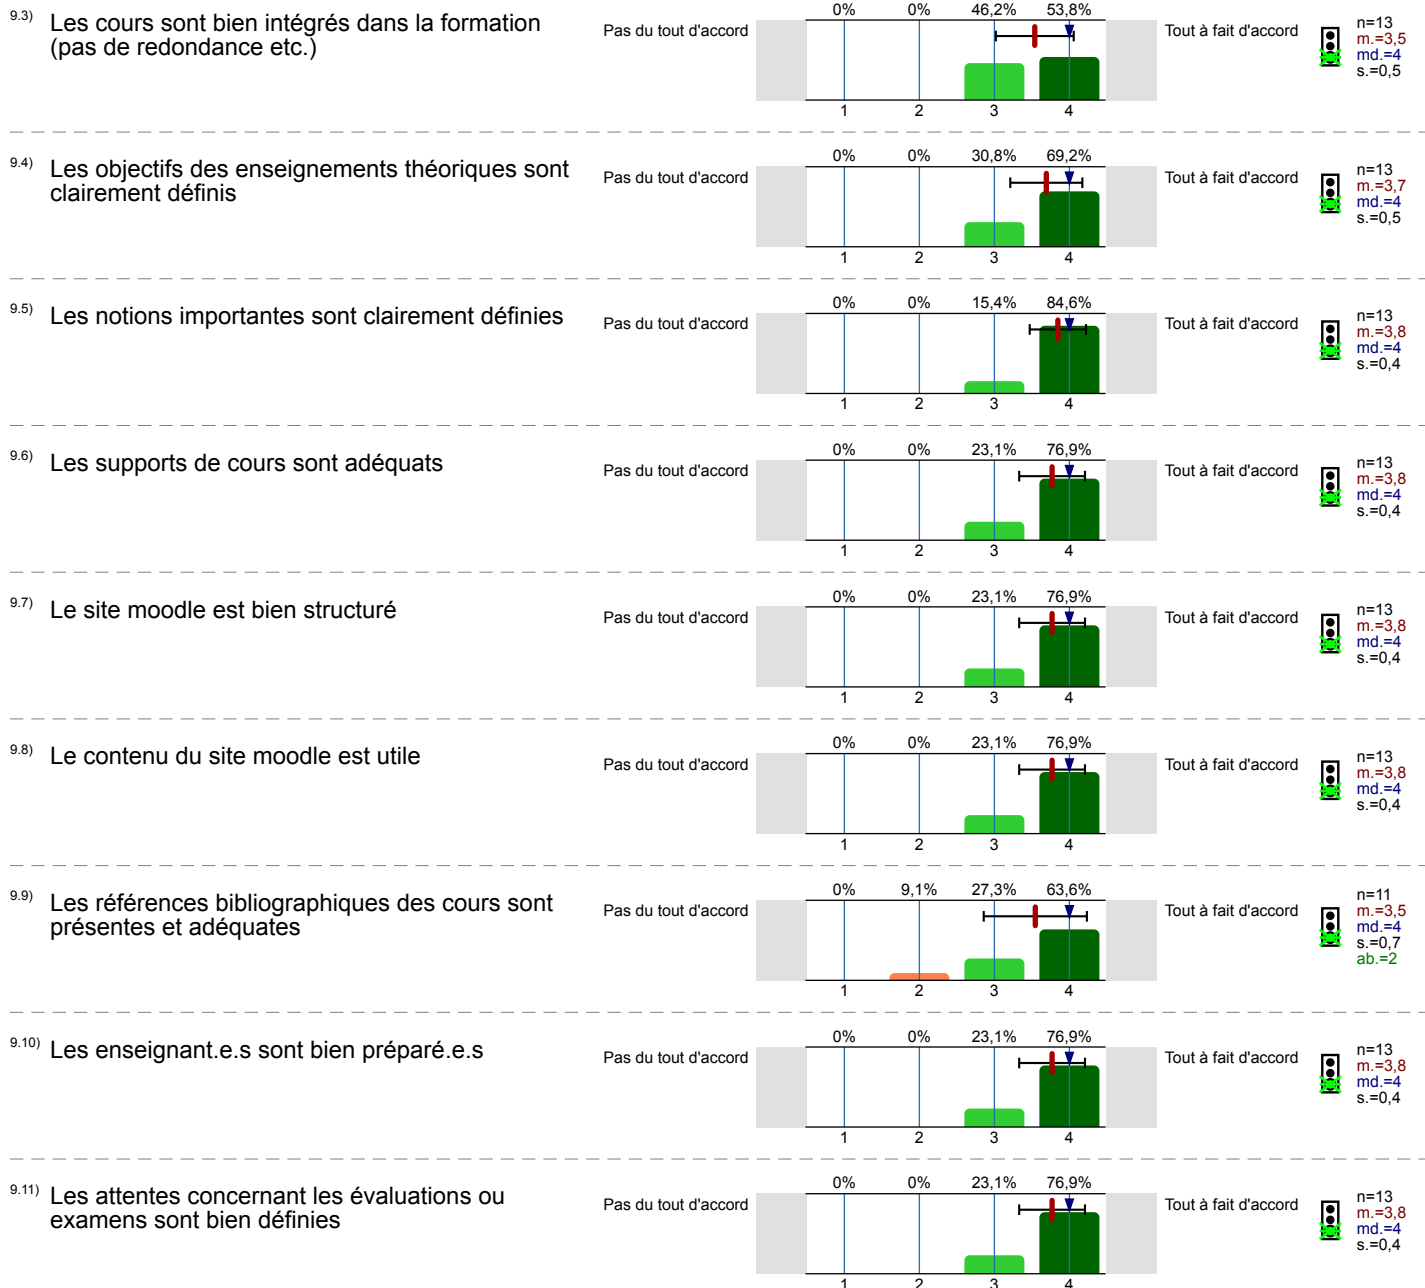 9.3) Les cours sont bien intégrés dans la formation
(pas de redondance etc.)
Pas du tout d'accord
0% 0% 46,2% 53,8%
1 2 3 4
Tout à fait d'accord
n=13
m.=3,5
md.=4
s.=0,5
9.4) Les objectifs des enseignements théoriques sont
clairement définis
Pas du tout d'accord
0% 0% 30,8% 69,2%
1 2 3 4
Tout à fait d'accord
n=13
m.=3,7
md.=4
s.=0,5
9.5) Les notions importantes sont clairement définies
Pas du tout d'accord
0% 0% 15,4% 84,6%
1 2 3 4
Tout à fait d'accord
n=13
m.=3,8
md.=4
s.=0,4
9.6) Les supports de cours sont adéquats
Pas du tout d'accord
0% 0% 23,1% 76,9%
1 2 3 4
Tout à fait d'accord
n=13
m.=3,8
md.=4
s.=0,4
9.7) Le site moodle est bien structuré
Pas du tout d'accord
0% 0% 23,1% 76,9%
1 2 3 4
Tout à fait d'accord
n=13
m.=3,8
md.=4
s.=0,4
9.8) Le contenu du site moodle est utile
Pas du tout d'accord
0% 0% 23,1% 76,9%
1 2 3 4
Tout à fait d'accord
n=13
m.=3,8
md.=4
s.=0,4
9.9) Les références bibliographiques des cours sont
présentes et adéquates
Pas du tout d'accord
0% 9,1% 27,3% 63,6%
1 2 3 4
Tout à fait d'accord
n=11
m.=3,5
md.=4
s.=0,7
ab.=2
9.10) Les enseignant.e.s sont bien préparé.e.s
Pas du tout d'accord
0% 0% 23,1% 76,9%
1 2 3 4
Tout à fait d'accord
n=13
m.=3,8
md.=4
s.=0,4
9.11) Les attentes concernant les évaluations ou
examens sont bien définies
Pas du tout d'accord
0% 0% 23,1% 76,9%
1 2 3 4
Tout à fait d'accord
n=13
m.=3,8
md.=4
s.=0,4